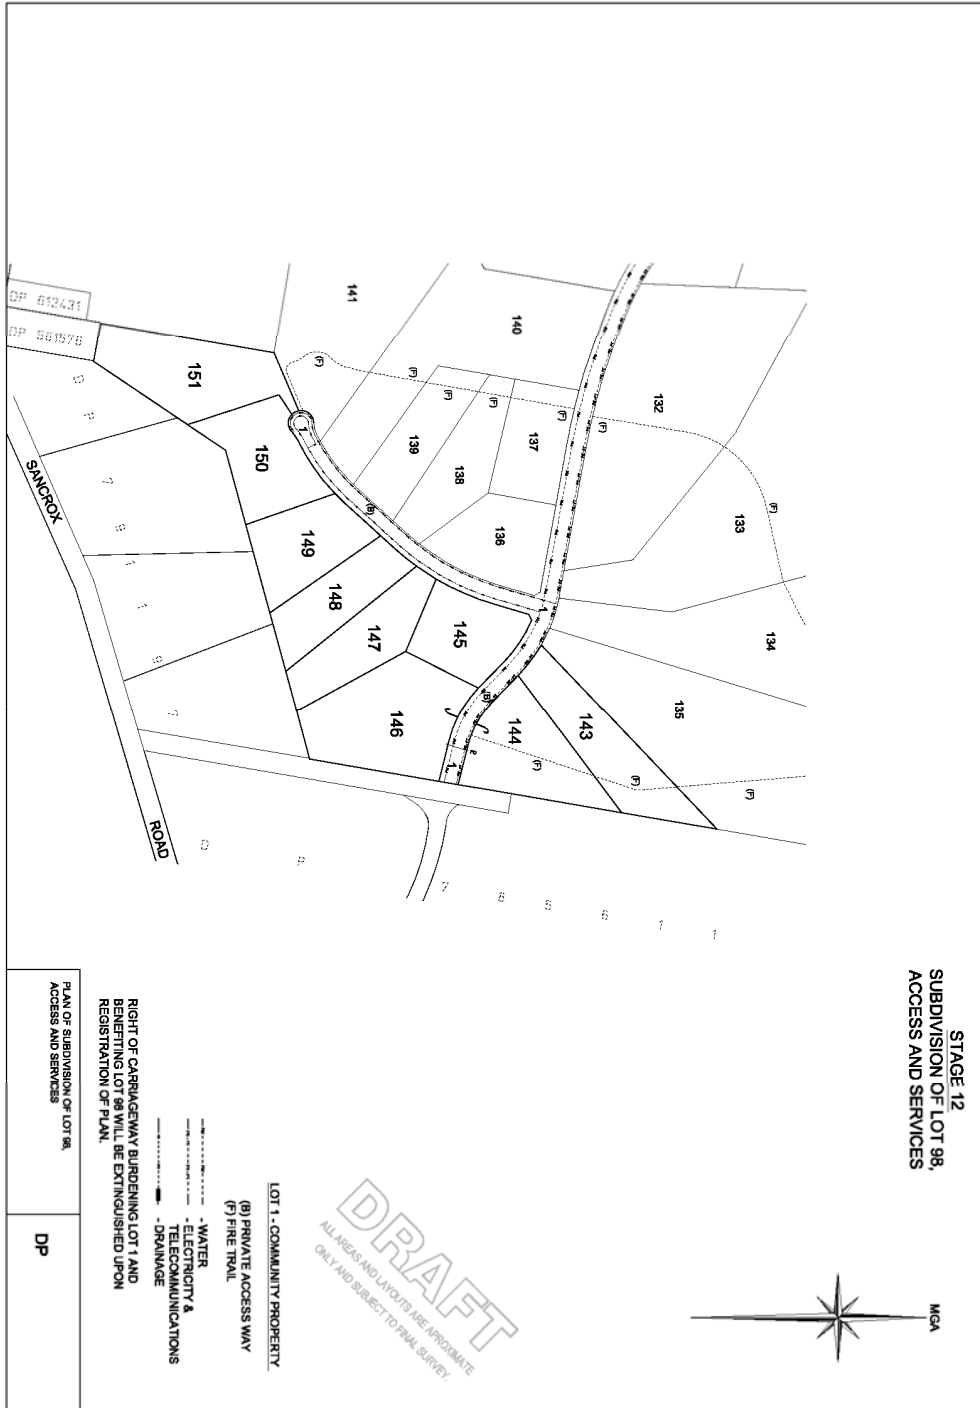 STAGE 12
SUBDIVISION OF LOT 98,
ACCESS AND SERVICES
MGA
132
133
134
135
136
137
138
139
140
141
143
144
145
146
147
148
149
150
151
1
1
1
2
(B)
(B)
(F)
(F)
(F)
(F)
(F)
(F)
(F)
(F)
(F)
(F)
DP 612431
DP 561576
D P 7 9 1 1 9 7
D P 7 6 5 6 1 1
SANCROX
ROAD
DRAFT
ALL AREAS AND LAYOUTS ARE APROXIMATE
ONLY AND SUBJECT TO FINAL SURVEY.
LOT 1 - COMMUNITY PROPERTY
(B) PRIVATE ACCESS WAY
(F) FIRE TRAIL
- WATER
- ELECTRICITY &
TELECOMMUNICATIONS
- DRAINAGE
RIGHT OF CARRIAGEWAY BURDENING LOT 1 AND
BENEFITING LOT 98 WILL BE EXTINGUISHED UPON
REGISTRATION OF PLAN.
PLAN OF SUBDIVISION OF LOT 98,
ACCESS AND SERVICES
DP